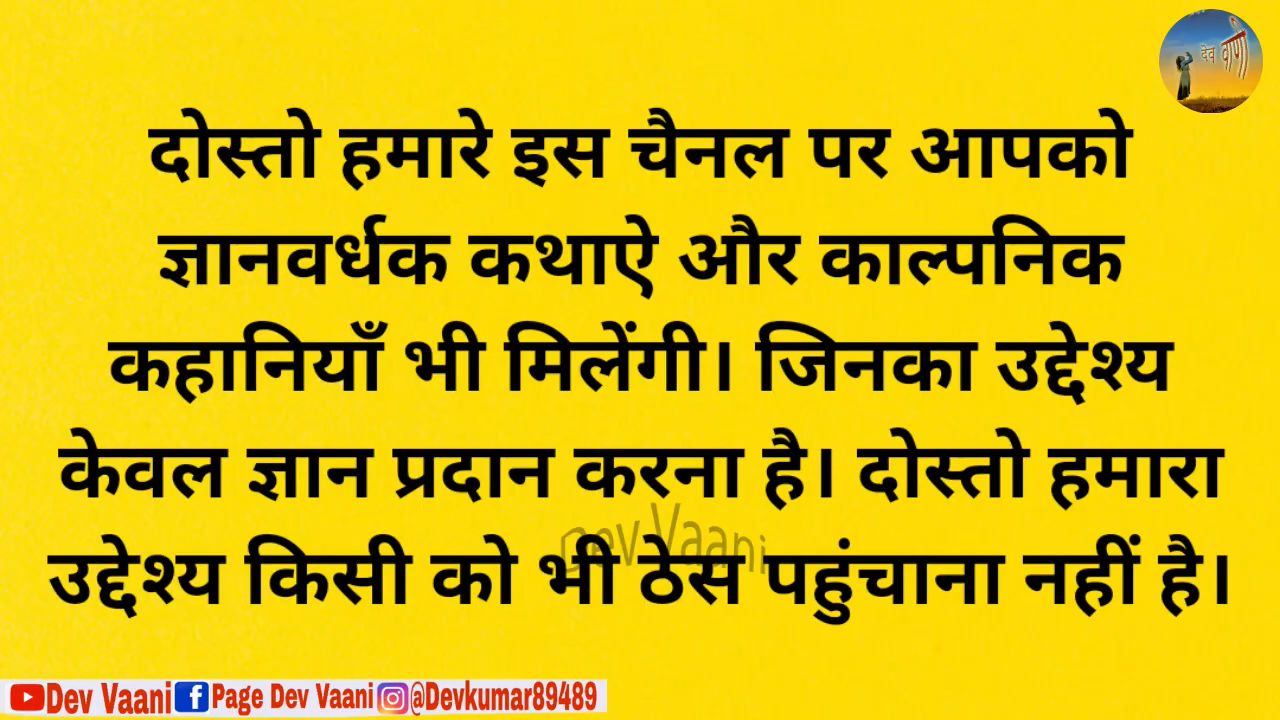 देव वाणी
दोस्तो हमारे इस चैनल पर आपको
ज्ञानवर्धक कथाऐ और काल्पनिक
कहानियाँ भी मिलेंगी। जिनका उद्देश्य
केवल ज्ञान प्रदान करना है। दोस्तो हमारा
Dev Vaani
उद्देश्य किसी को भी ठेस पहुंचाना नहीं है।
Dev Vaani Page Dev Vaani @Devkumar89489